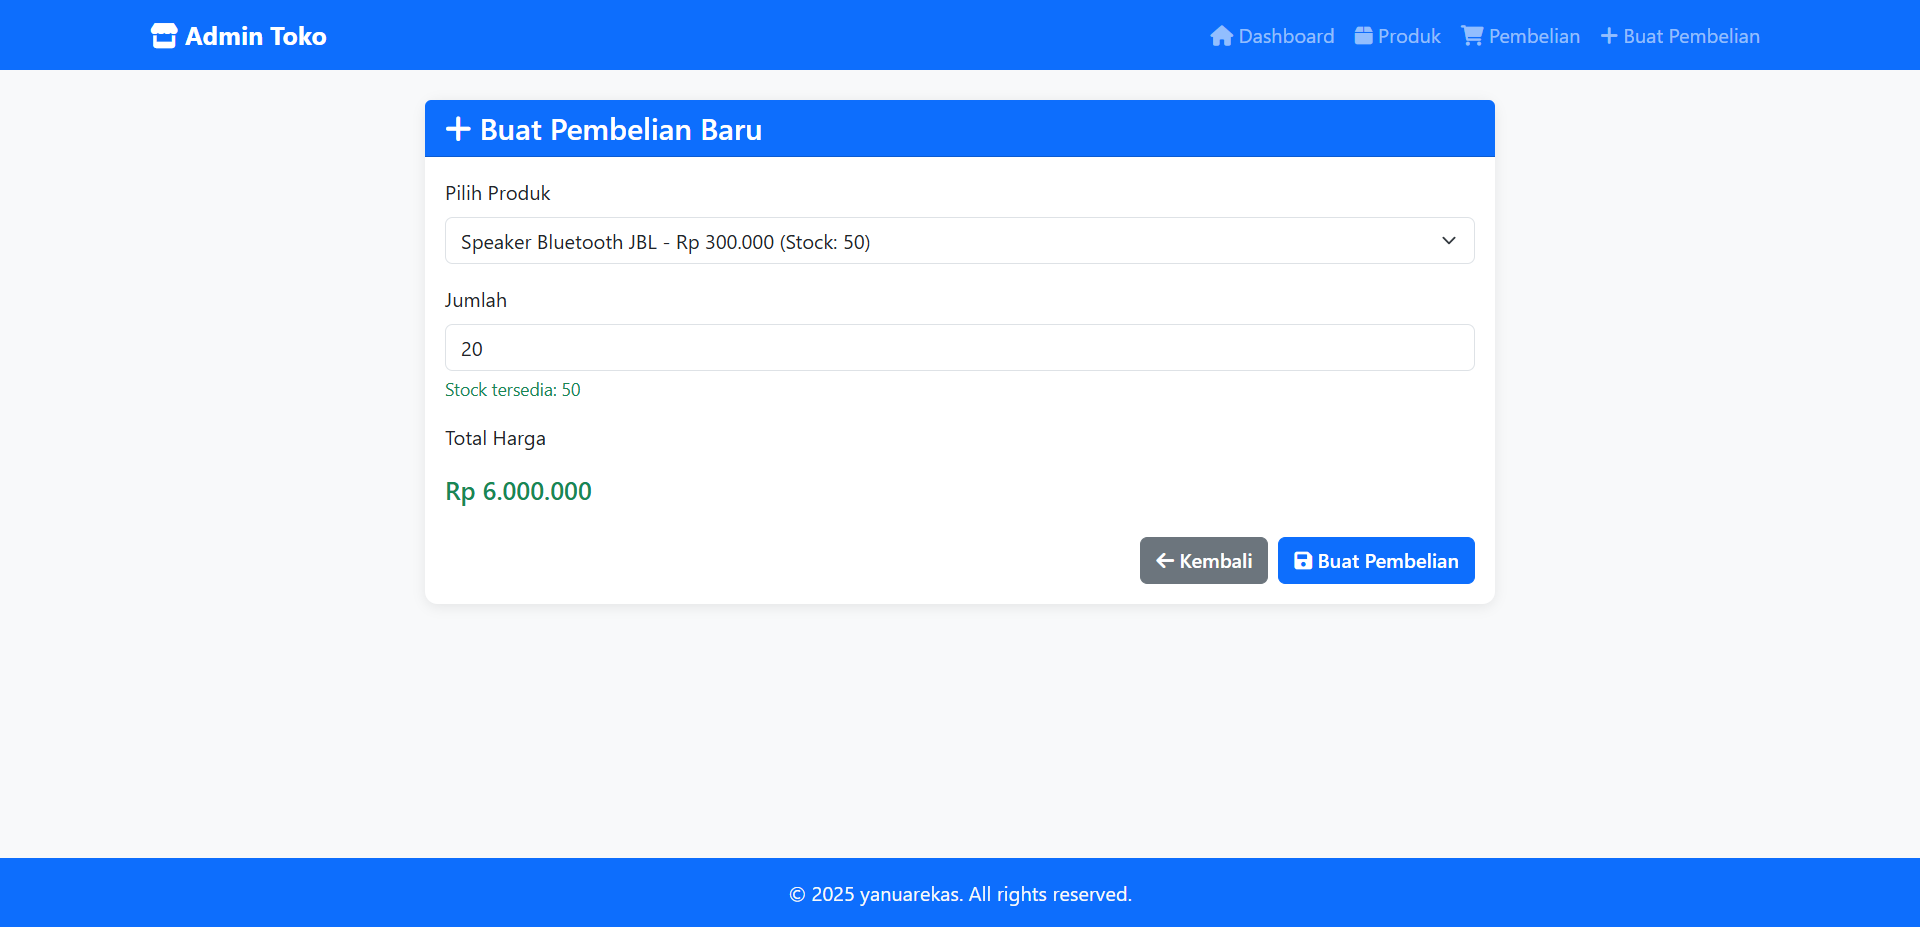 Admin Toko
Dashboard Produk Pembelian Buat Pembelian
Buat Pembelian Baru
Pilih Produk
Speaker Bluetooth JBL - Rp 300.000 (Stock: 50)
Jumlah
20
Stock tersedia: 50
Total Harga
Rp 6.000.000
Kembali
Buat Pembelian
© 2025 yanuarekas. All rights reserved.